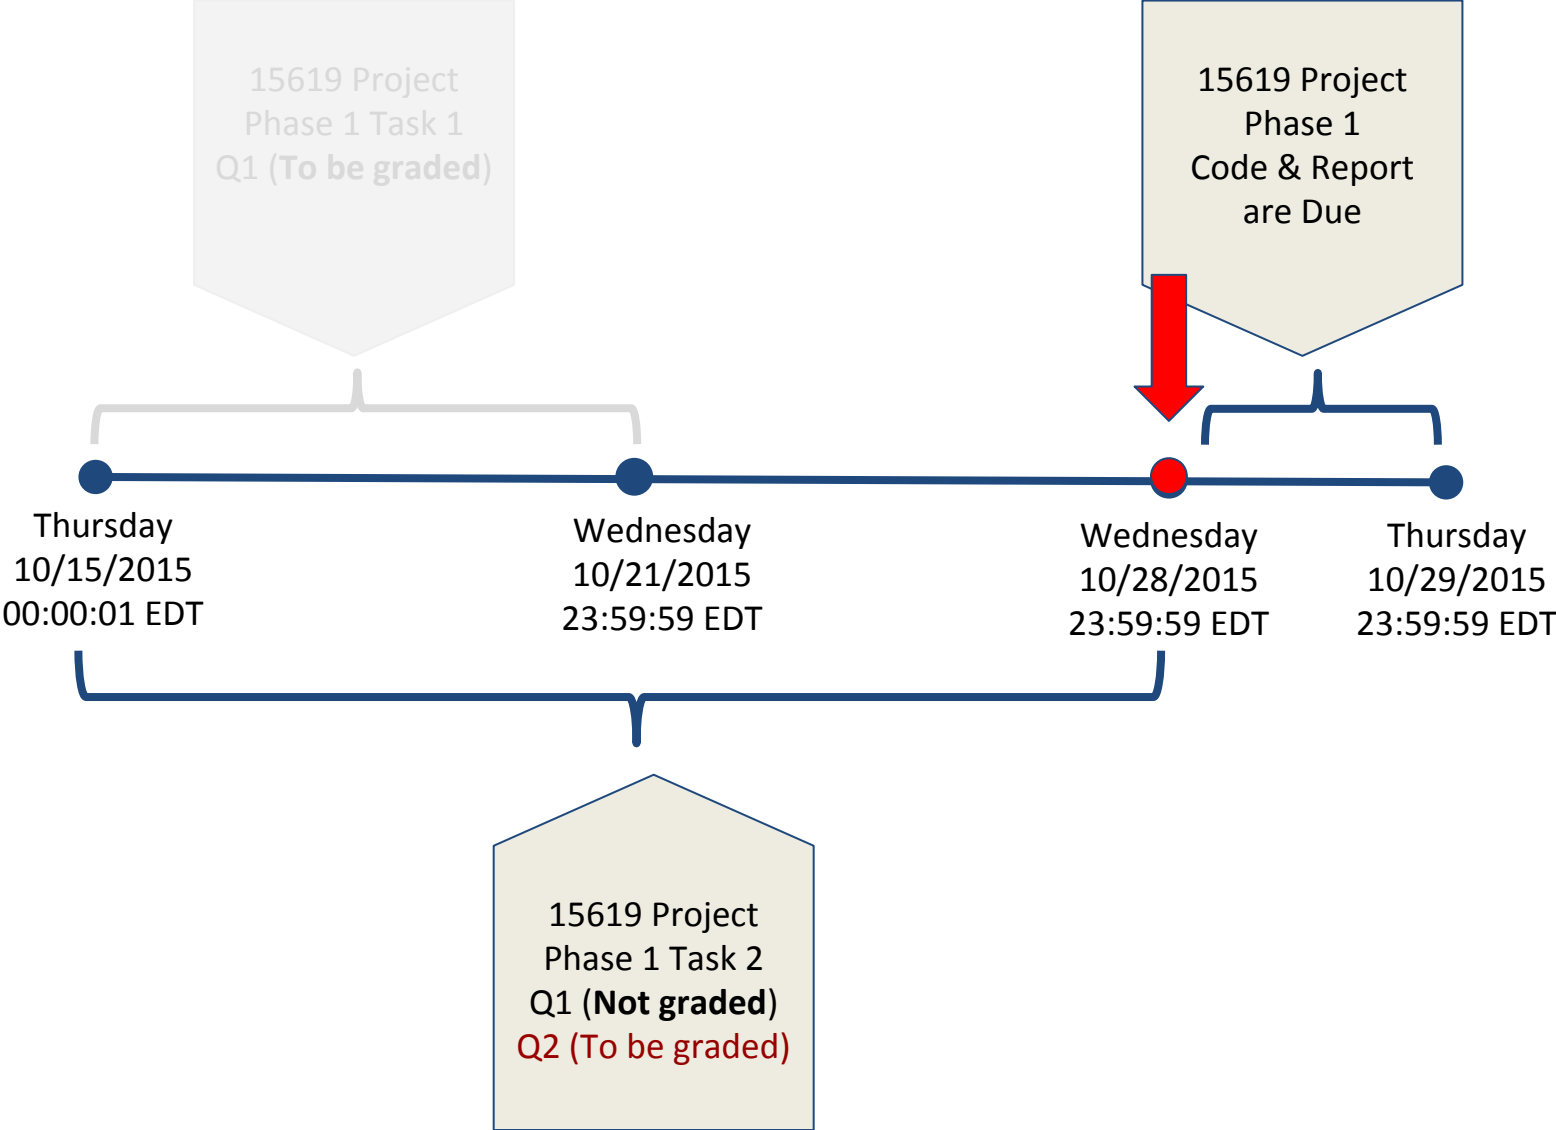 15619 Project
Phase 1 Task 1
Q1 (To be graded)
15619 Project
Phase 1
Code & Report
are Due
Thursday
10/15/2015
00:00:01 EDT
Wednesday
10/21/2015
23:59:59 EDT
Wednesday
10/28/2015
23:59:59 EDT
Thursday
10/29/2015
23:59:59 EDT
15619 Project
Phase 1 Task 2
Q1 (Not graded)
Q2 (To be graded)